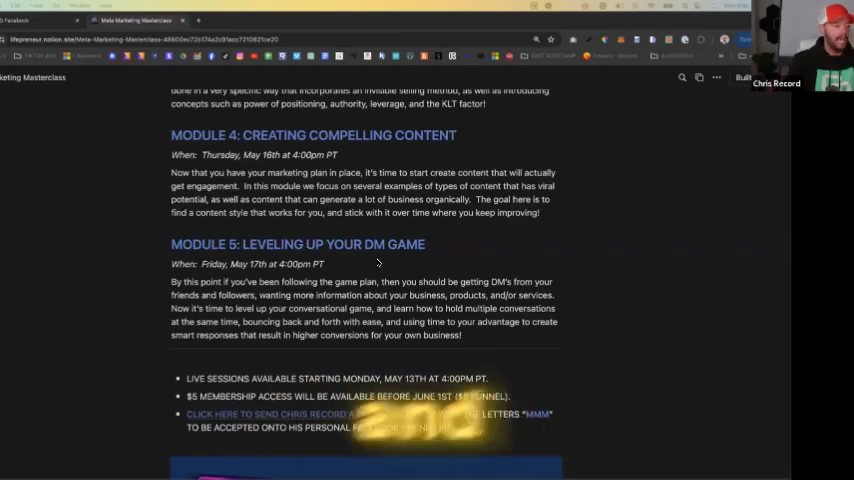 Facebook
Meta Marketing Masterclass
lifepreneur.notion.site/Meta-Marketing-Masterclass-
rketing Masterclass
Built
Chris Record
done in a very specific way that incorporates an invisible selling method, as well as introducing
concepts such as power of positioning, authority, leverage, and the KLT factor!
MODULE 4: CREATING COMPELLING CONTENT
When: Thursday, May 16th at 4:00pm PT
Now that you have your marketing plan in place, it's time to start create content that will actually
get engagement. In this module we focus on several examples of types of content that has viral
potential, as well as content that can generate a lot of business organically. The goal here is to
find a content style that works for you, and stick with it over time where you keep improving!
MODULE 5: LEVELING UP YOUR DM GAME
When: Friday, May 17th at 4:00pm PT
By this point if you've been following the game plan, then you should be getting DM's from your
friends and followers, wanting more information about your business, products, and/or services.
Now it's time to level up your conversational game, and learn how to hold multiple conversations
at the same time, bouncing back and forth with ease, and using time to your advantage to create
smart responses that result in higher conversions for your own business!
• LIVE SESSIONS AVAILABLE STARTING MONDAY, MAY 13TH AT 4:00PM PT.
• $5 MEMBERSHIP ACCESS WILL BE AVAILABLE BEFORE JUNE 1ST
• CLICK HERE TO SEND CHRIS RECORD LETTERS "MMM"
TO BE ACCEPTED ONTO HIS PERSONAL
and